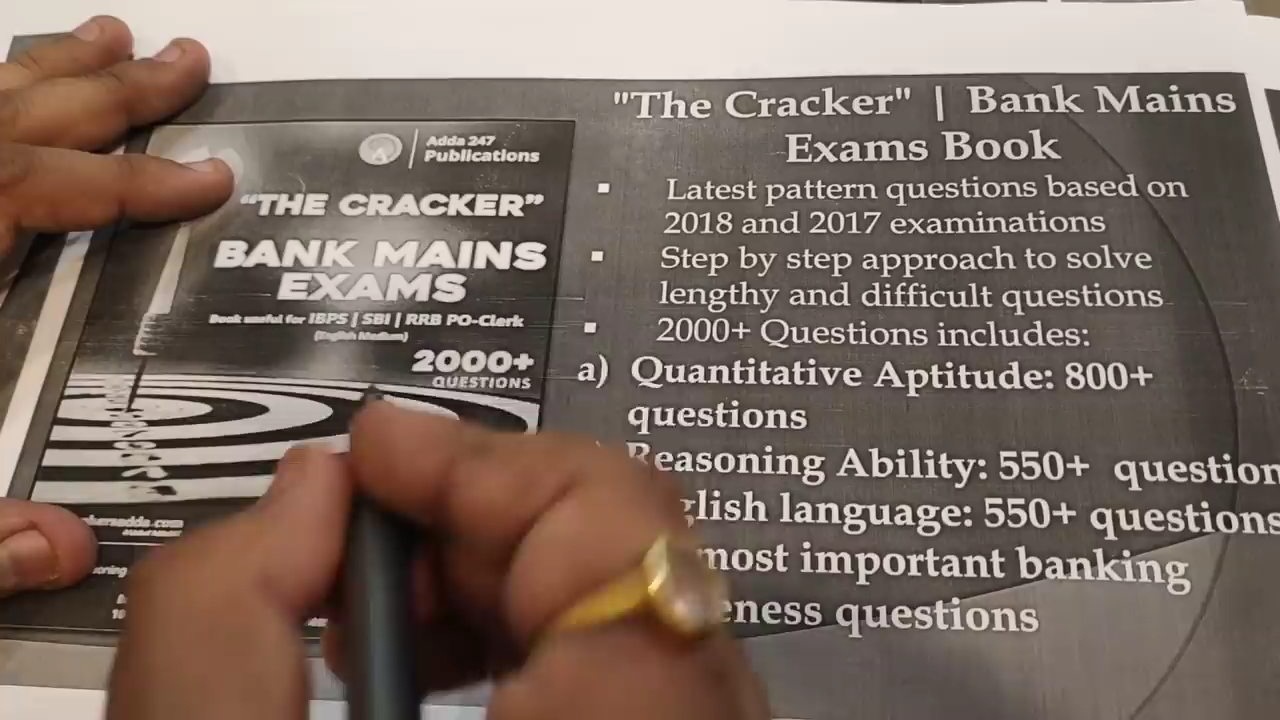 Adda 247
Publications
"THE CRACKER"
BANK MAINS
EXAMS
Book useful for IBPS | SBI | RRB PO-Clerk
(English Medium)
2000+
QUESTIONS
"The Cracker" | Bank Mains
Exams Book
▪ Latest pattern questions based on
2018 and 2017 examinations
▪ Step by step approach to solve
lengthy and difficult questions
▪ 2000+ Questions includes:
a) Quantitative Aptitude: 800+
questions
Reasoning Ability: 550+ question
glish language: 550+ questions
most important banking
eness questions